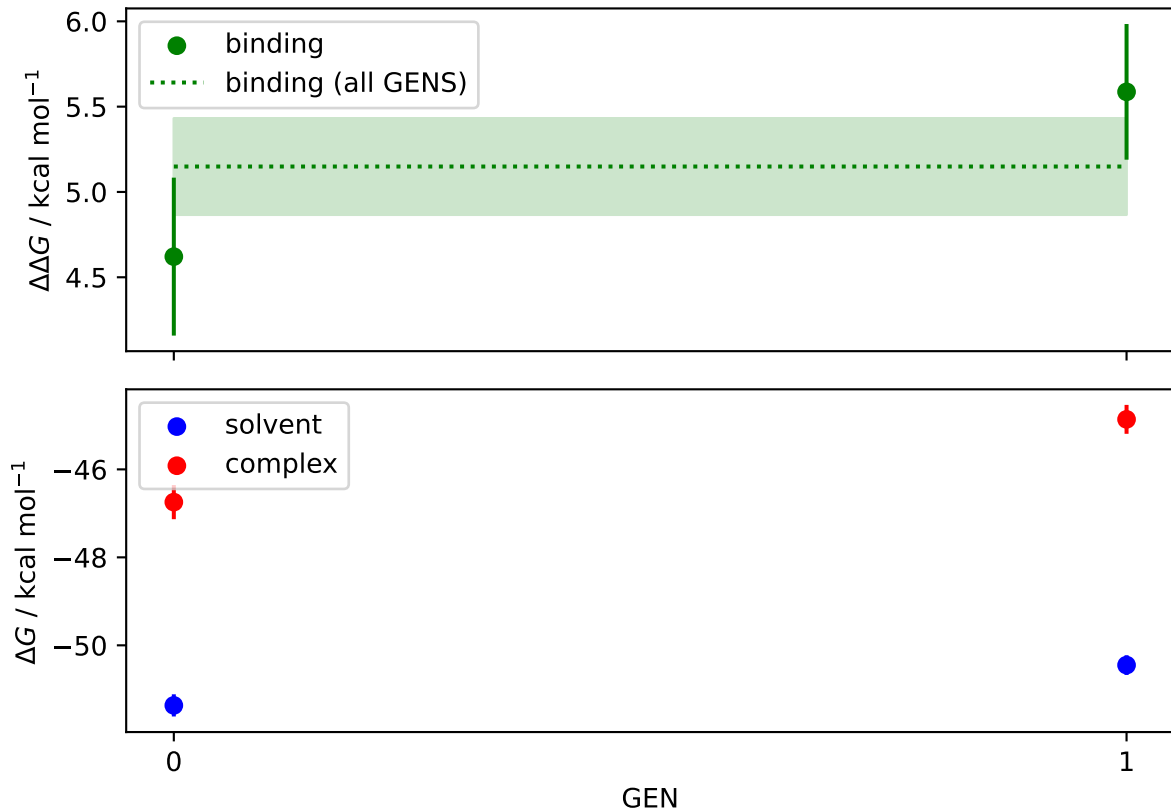 6.0
5.5
5.0
4.5
ΔΔG / kcal mol⁻¹
binding
binding (all GENS)
−46
−48
−50
ΔG / kcal mol⁻¹
solvent
complex
0
1
GEN